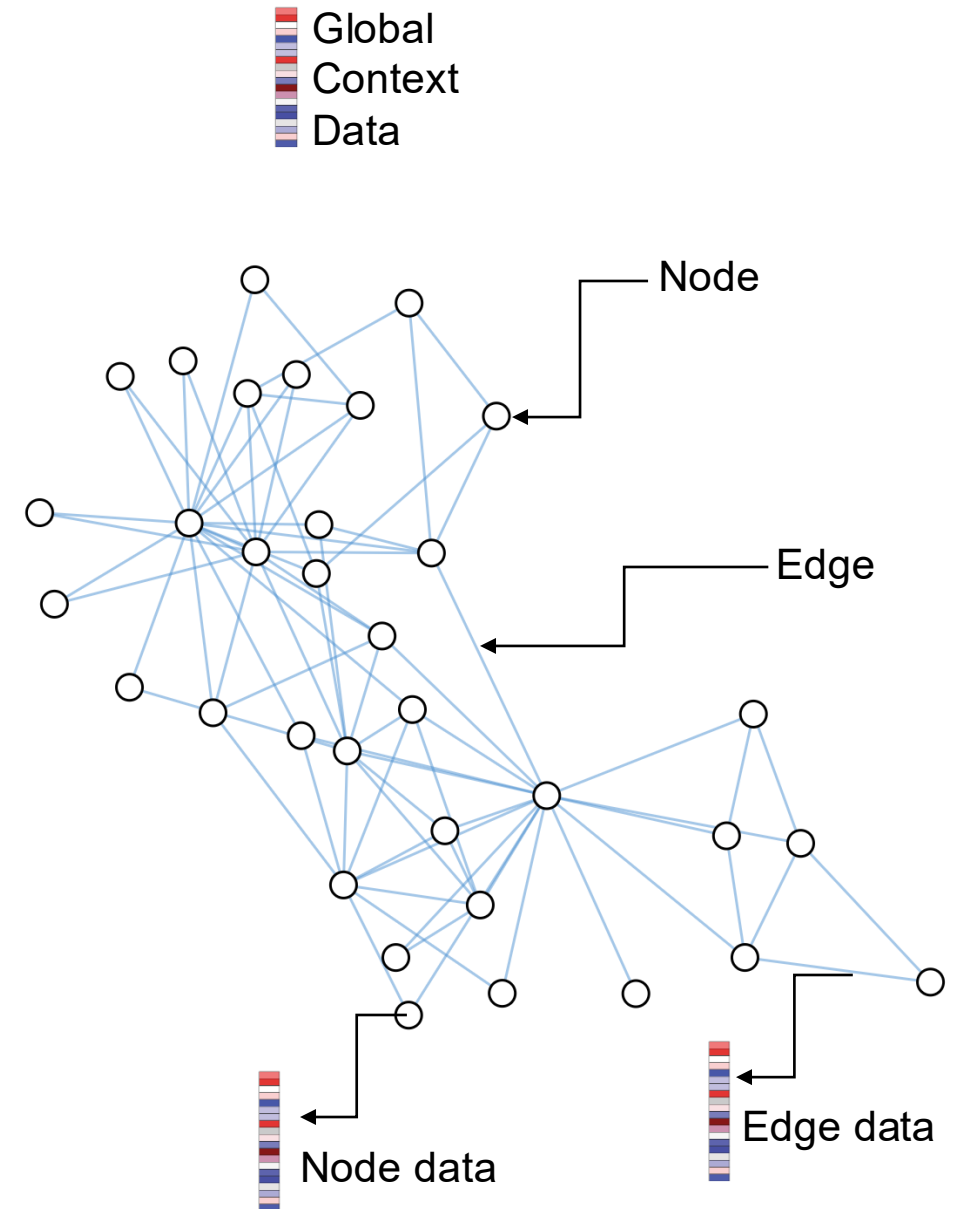 Global
Context
Data
Node
Edge
Edge data
Node data